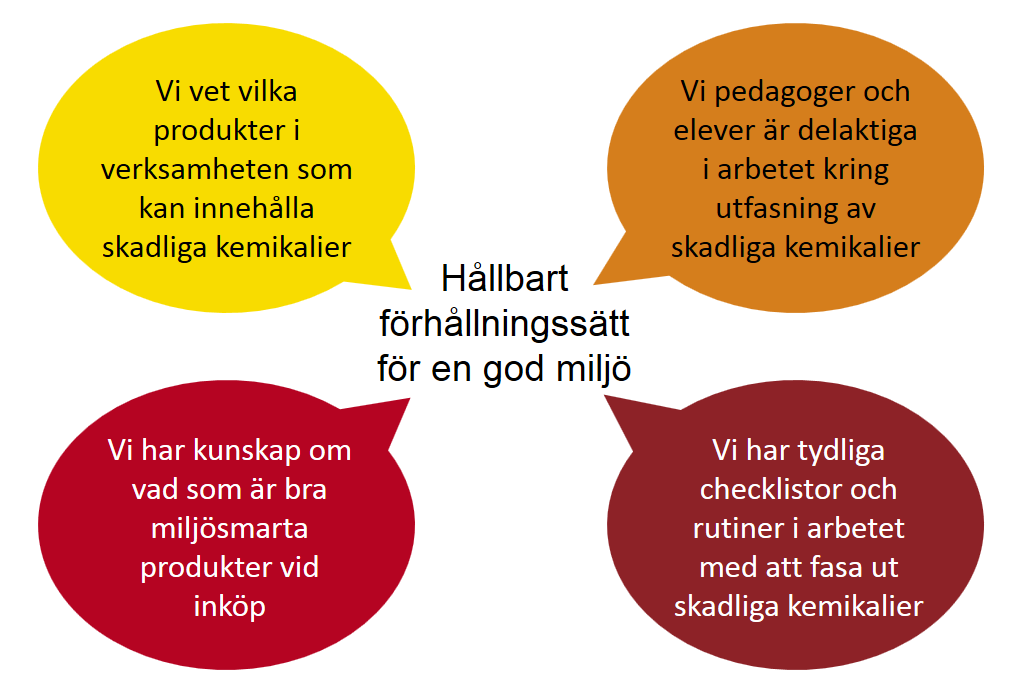 Vi vet vilka
produkter i
verksamheten som
kan innehålla
skadliga kemikalier
Vi pedagoger och
elever är delaktiga
i arbetet kring
utfasning av
skadliga kemikalier
Hållbart
förhållningssätt
för en god miljö
Vi har kunskap om
vad som är bra
miljösmarta
produkter vid
inköp
Vi har tydliga
checklistor och
rutiner i arbetet
med att fasa ut
skadliga kemikalier